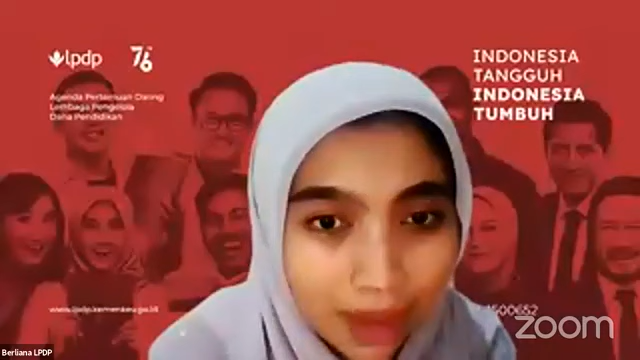 lpdp
76
Agenda Pertemuan Daring
Lembaga Pengelola
Dana Pendidikan
INDONESIA
TANGGUH
INDONESIA
TUMBUH
www.lpdp.kemenkeu.go.id
500652
zoom
Berliana LPDP